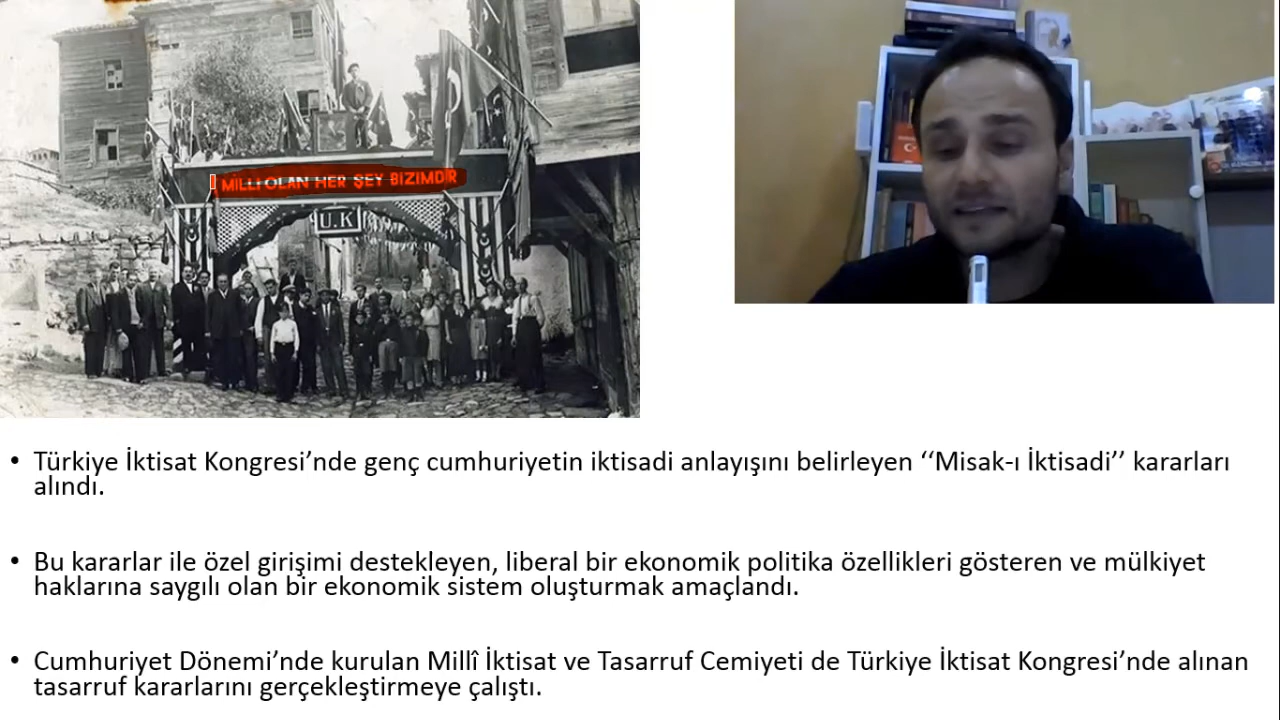 MİLLİ OLAN HER ŞEY BİZİMDİR
U.K
• Türkiye İktisat Kongresi’nde genç cumhuriyetin iktisadi anlayışını belirleyen ‘‘Misak-ı İktisadi’’ kararları
alındı.
• Bu kararlar ile özel girişimi destekleyen, liberal bir ekonomik politika özellikleri gösteren ve mülkiyet
haklarına saygılı olan bir ekonomik sistem oluşturmak amaçlandı.
• Cumhuriyet Dönemi’nde kurulan Millî İktisat ve Tasarruf Cemiyeti de Türkiye İktisat Kongresi’nde alınan
tasarruf kararlarını gerçekleştirmeye çalıştı.